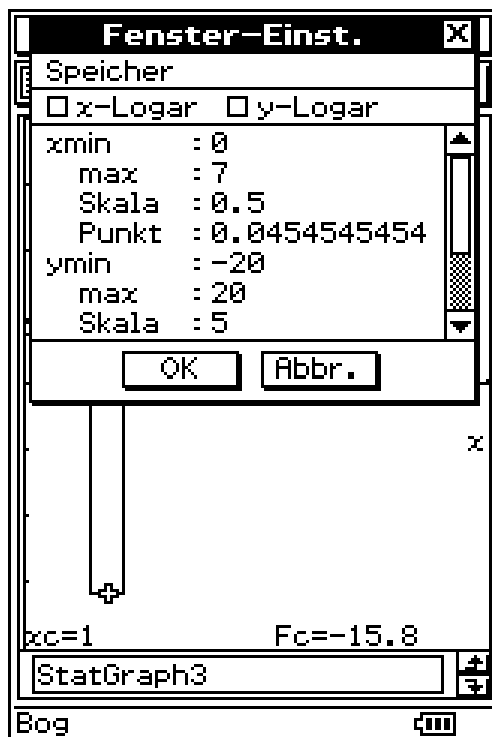 Fenster-Einst.
Speicher
x-Logar y-Logar
xmin :0
max :7
Skala :0.5
Punkt :0.0454545454
ymin :-20
max :20
Skala :5
OK Abbr.
x
xc=1 Fc=-15.8
StatGraph3
Bog